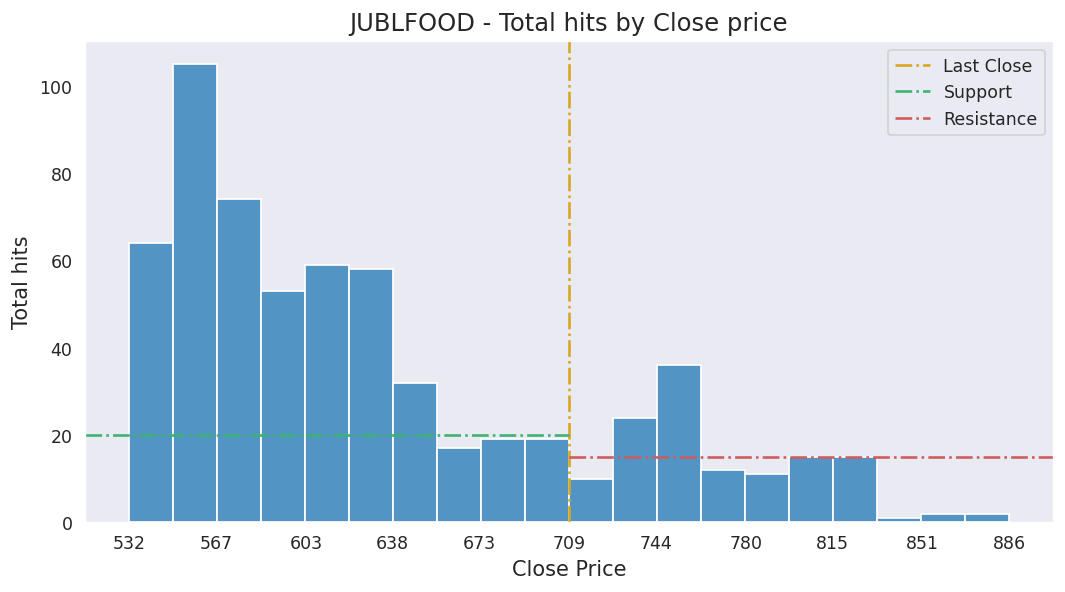 JUBLFOOD - Total hits by Close price
Last Close
Support
Resistance
Total hits
100
80
60
40
20
0
532 567 603 638 673 709 744 780 815 851 886
Close Price